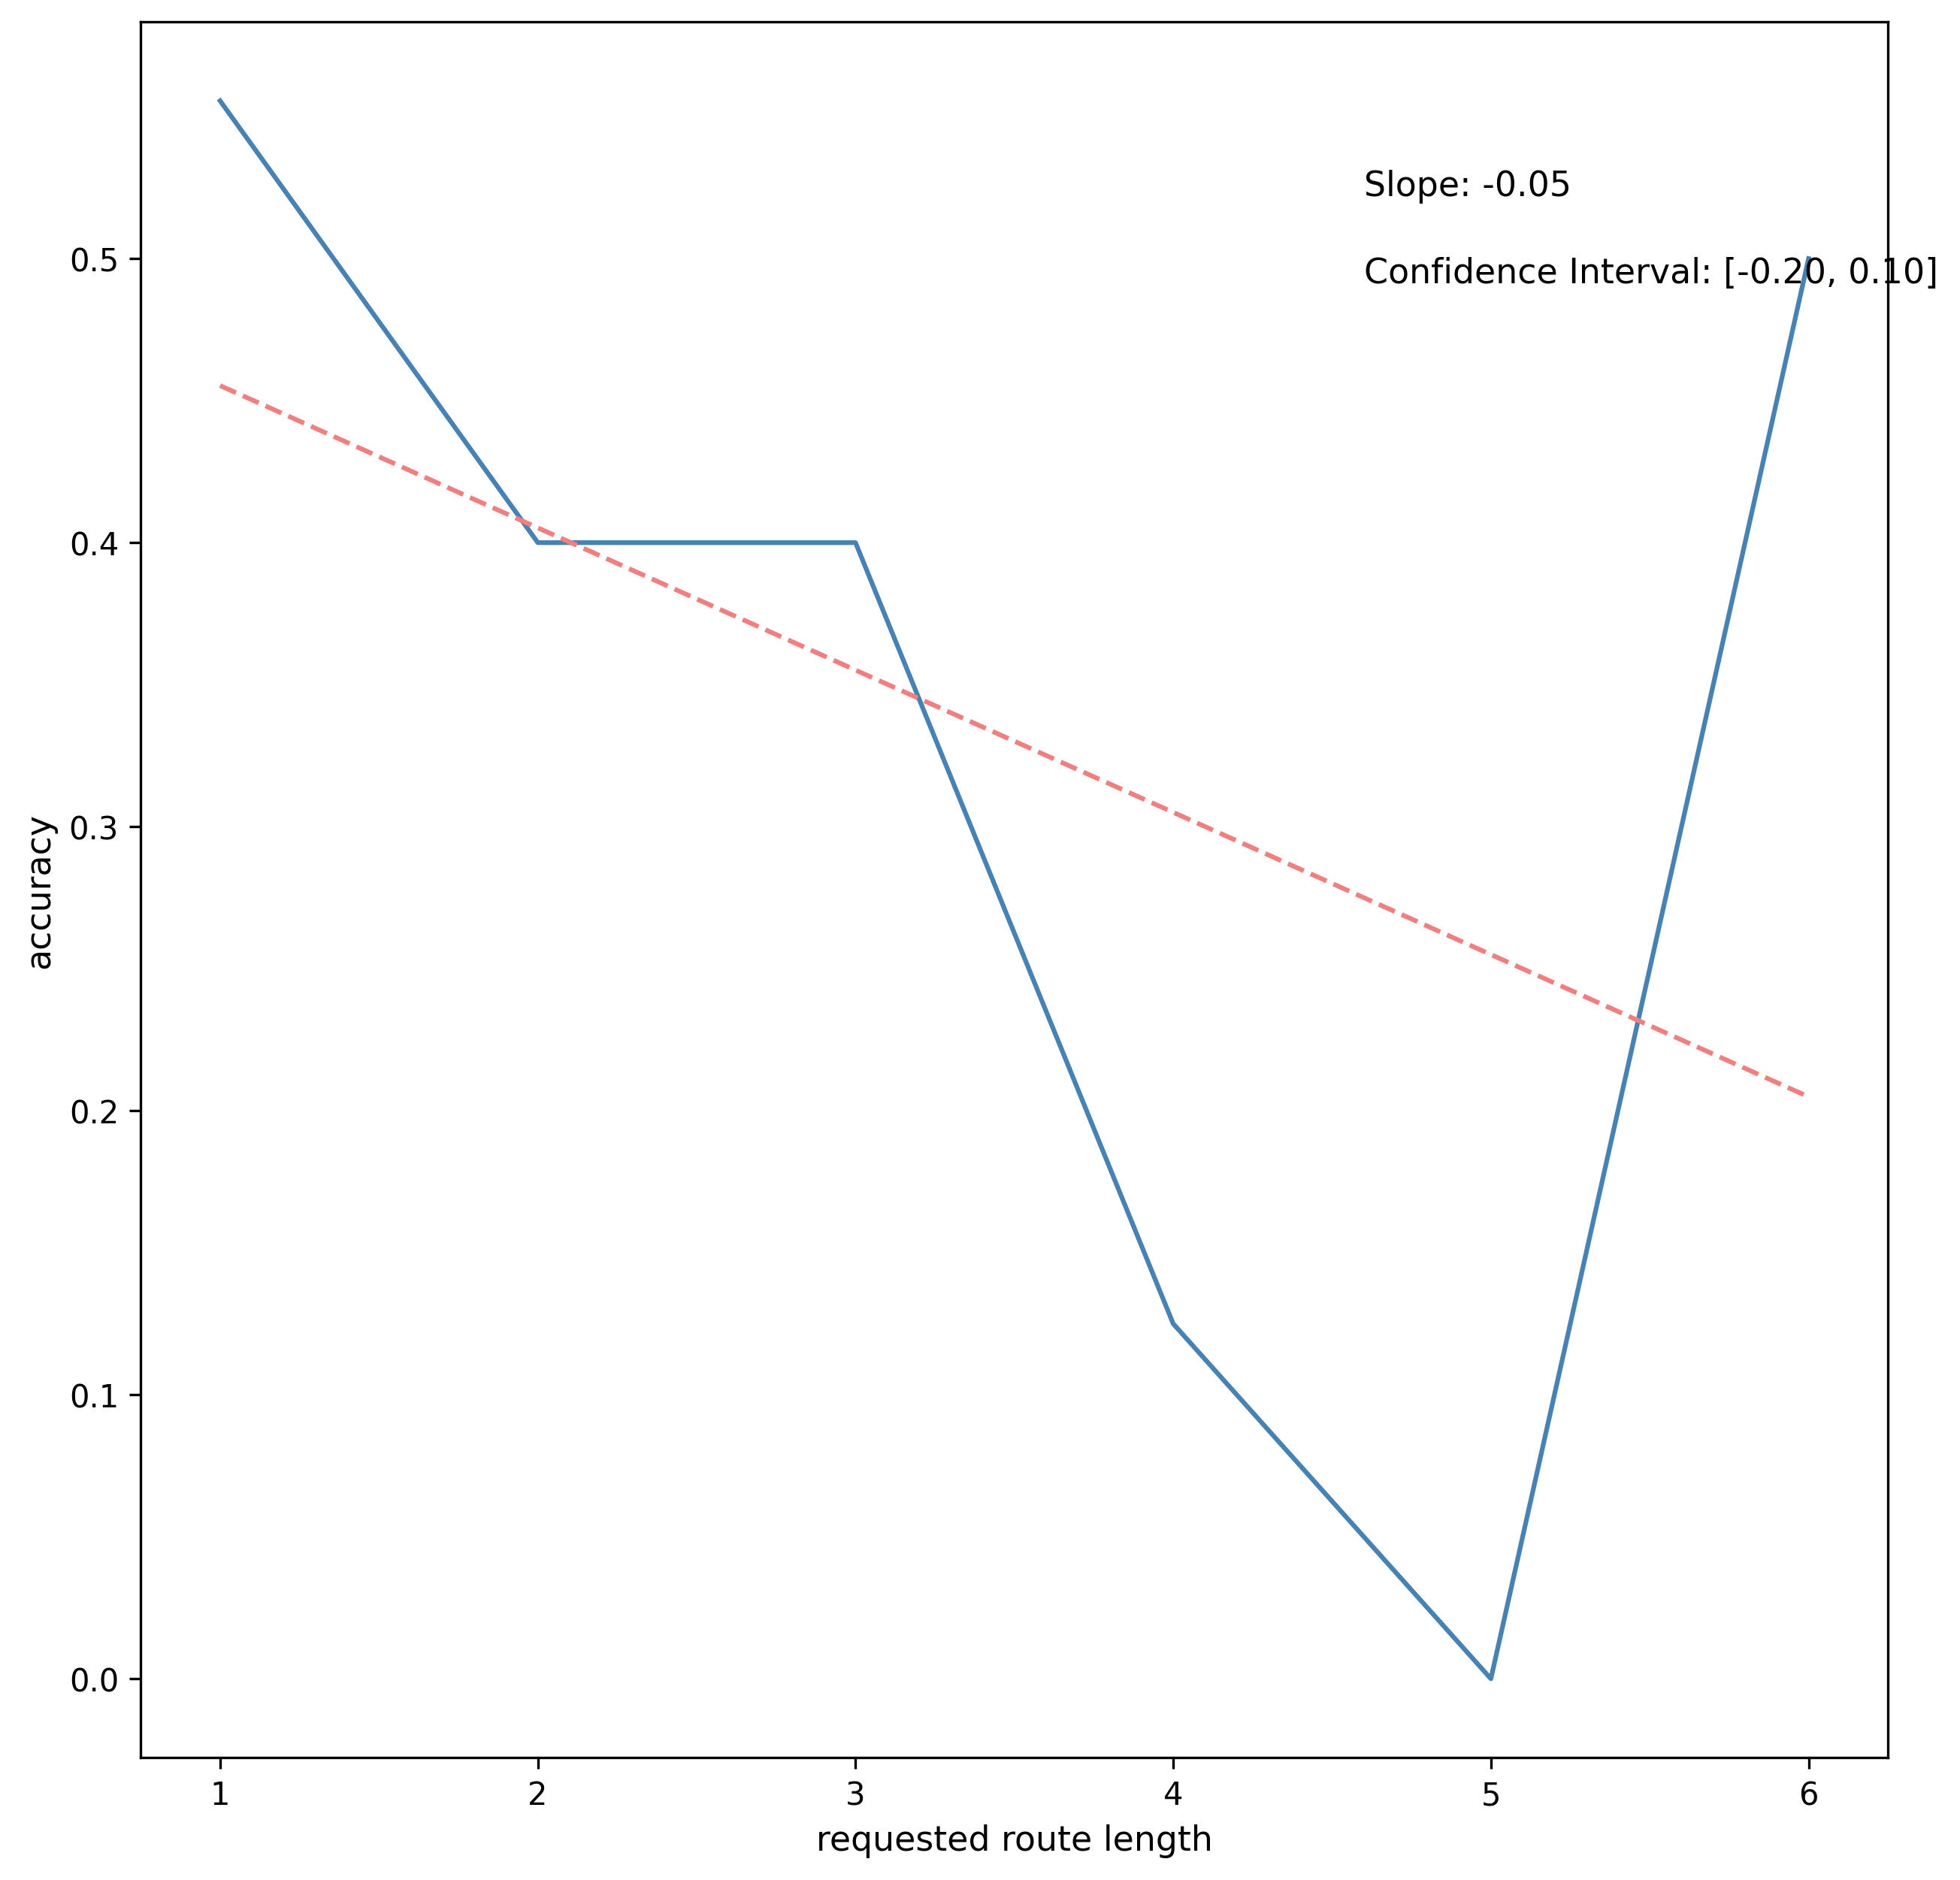 Slope: -0.05
Confidence Interval: [-0.20, 0.10]
0.5
0.4
0.3
0.2
0.1
0.0
accuracy
1 2 3 4 5 6
requested route length